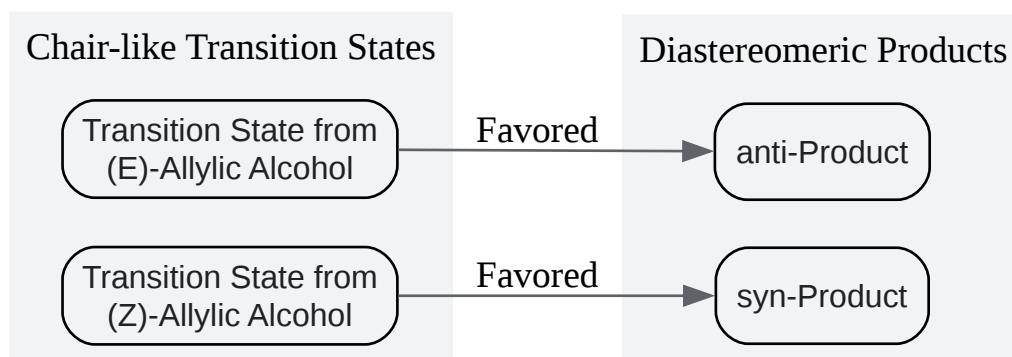 Chair-like Transition States
Diastereomeric Products
Transition State from
(E)-Allylic Alcohol
Favored
anti-Product
Transition State from
(Z)-Allylic Alcohol
Favored
syn-Product